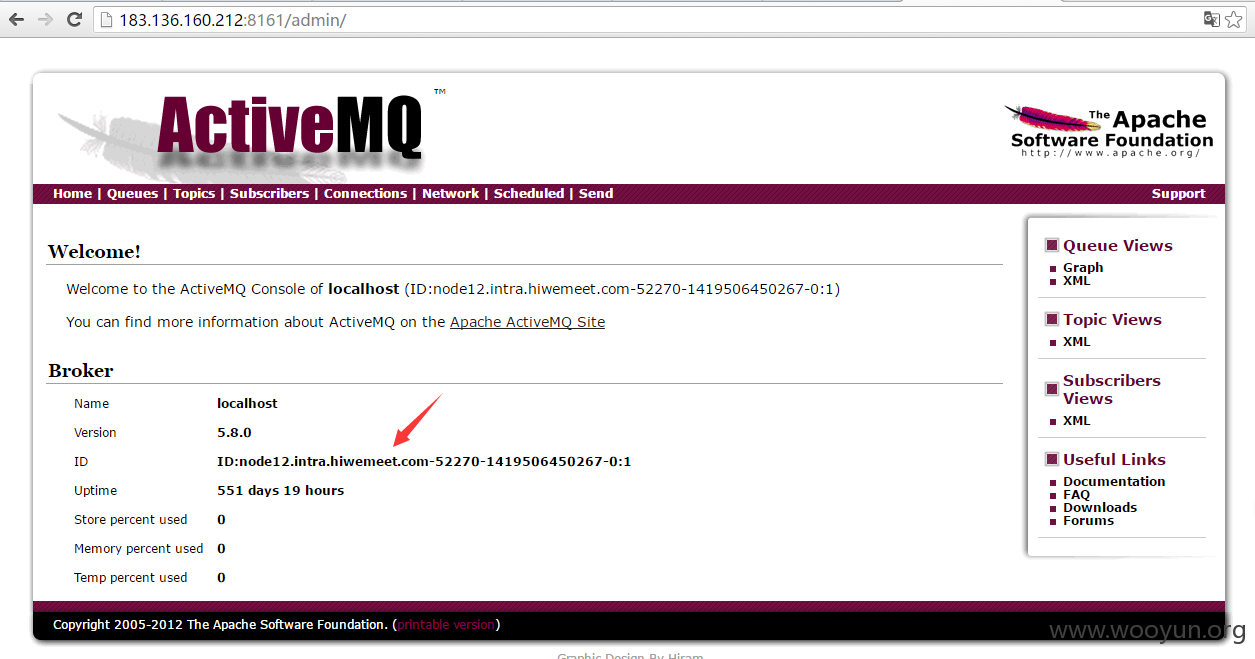 183.136.160.212:8161/admin/
ActiveMQ ™
The Apache
Software Foundation
http://www.apache.org/
Home | Queues | Topics | Subscribers | Connections | Network | Scheduled | Send
Support
Welcome!
Welcome to the ActiveMQ Console of localhost (ID:node12.intra.hiwemeet.com-52270-1419506450267-0:1)
You can find more information about ActiveMQ on the Apache ActiveMQ Site
Broker
Name localhost
Version 5.8.0
ID ID:node12.intra.hiwemeet.com-52270-1419506450267-0:1
Uptime 551 days 19 hours
Store percent used 0
Memory percent used 0
Temp percent used 0
Queue Views
Graph
XML
Topic Views
XML
Subscribers
Views
XML
Useful Links
Documentation
FAQ
Downloads
Forums
Copyright 2005-2012 The Apache Software Foundation. (printable version)
www.wooyun.org
Graphic Design By Hiram